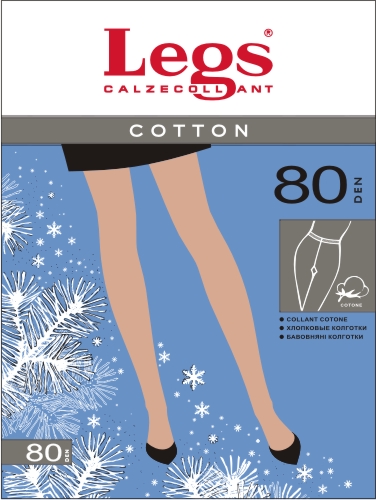 Legs®
CALZECOLLANT
COTTON
80 DEN
COTONE
COLLANT COTONE
ХЛОПКОВЫЕ КОЛГОТКИ
БАВОВНЯНІ КОЛГОТКИ
80 DEN